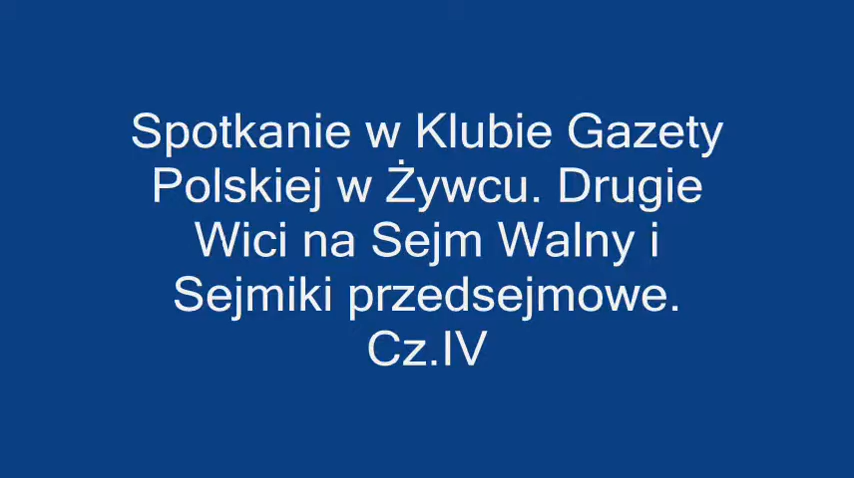 Spotkanie w Klubie Gazety
Polskiej w Żywcu. Drugie
Wici na Sejm Walny i
Sejmiki przedsejmowe.
Cz.IV